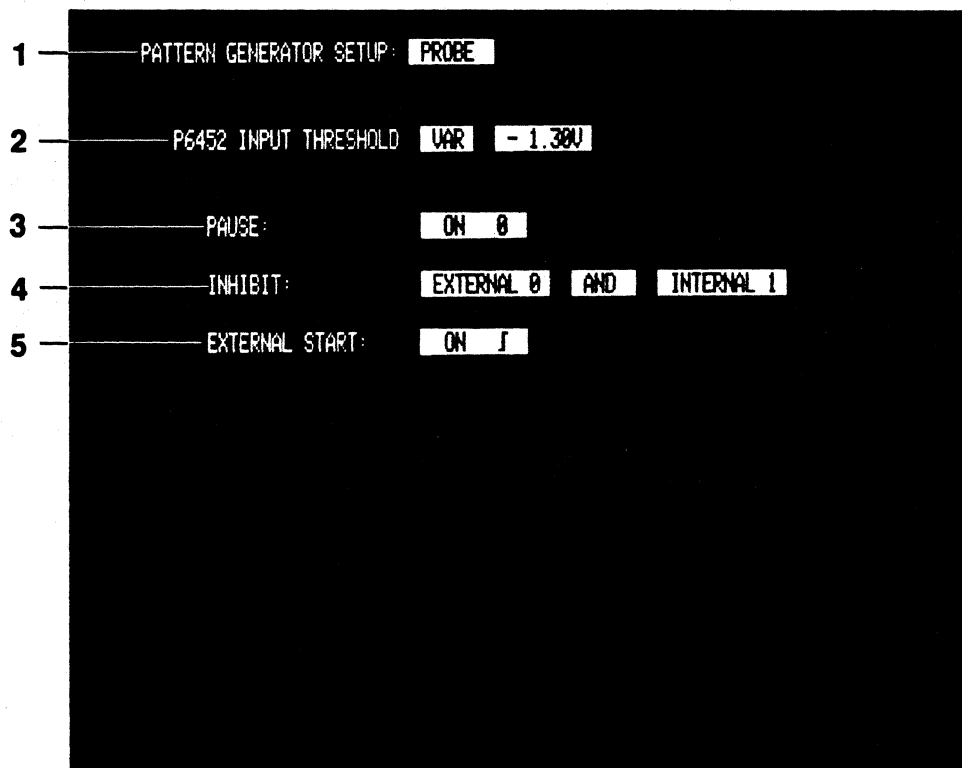 1 PATTERN GENERATOR SETUP: PROBE
2 P6452 INPUT THRESHOLD VAR - 1.30V
3 PAUSE: ON 0
4 INHIBIT: EXTERNAL 0 AND INTERNAL 1
5 EXTERNAL START: ON ʃ